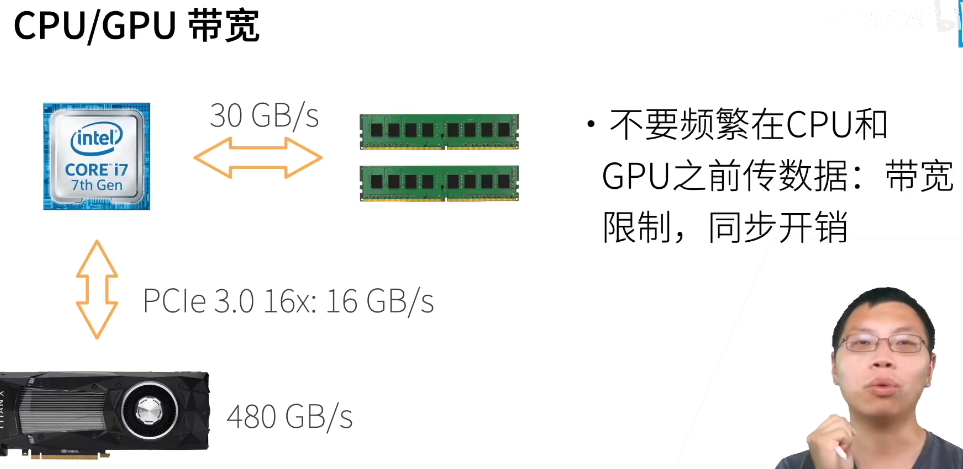 CPU/GPU 带宽
30 GB/s
intel
CORE i7
7th Gen
• 不要频繁在CPU和
GPU之前传数据：带宽
限制，同步开销
PCIe 3.0 16x: 16 GB/s
TITAN X
480 GB/s